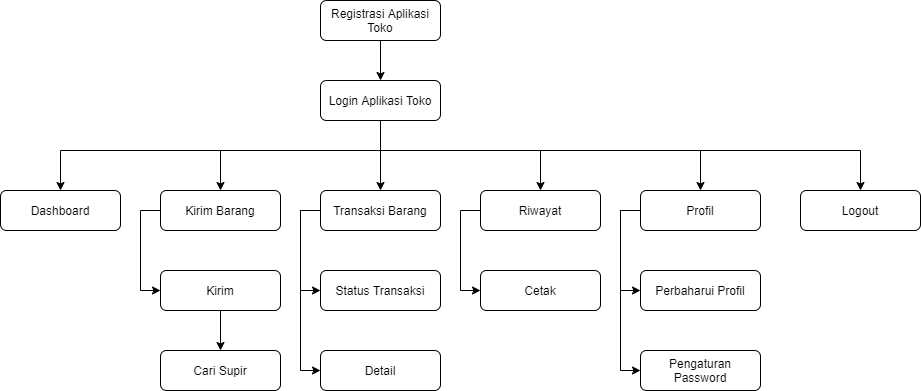 Registrasi Aplikasi
Toko
Login Aplikasi Toko
Dashboard
Kirim Barang
Transaksi Barang
Riwayat
Profil
Logout
Kirim
Status Transaksi
Cetak
Perbaharui Profil
Cari Supir
Detail
Pengaturan
Password